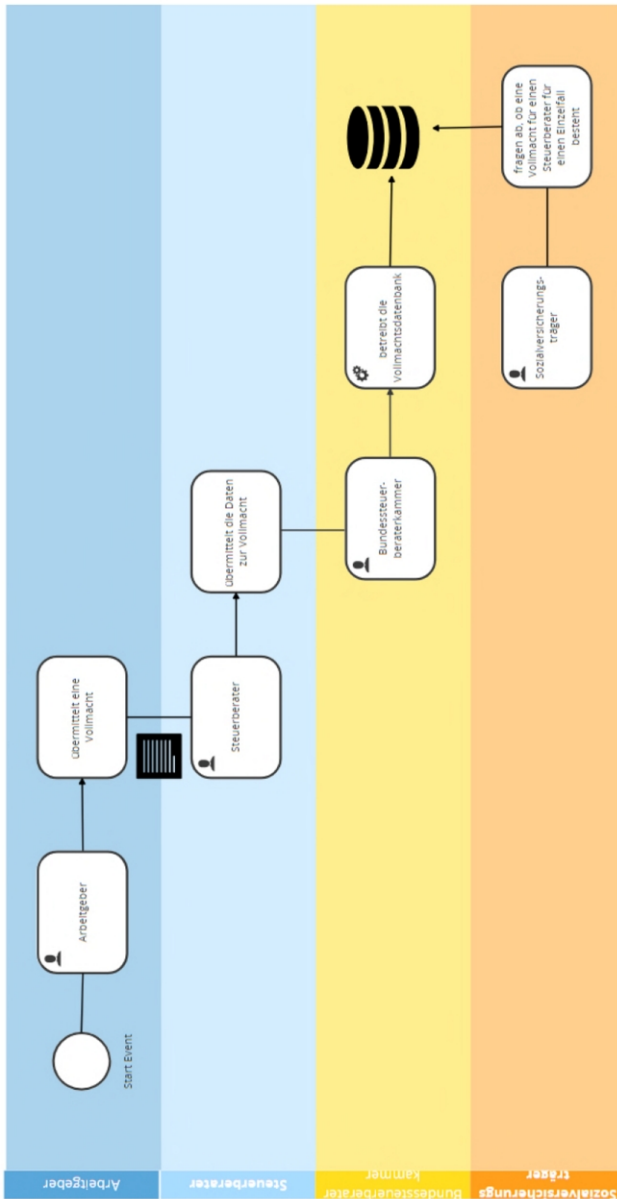 Arbeitgeber
Start Event
Arbeitgeber
übermittelt eine
Vollmacht
Steuerberater
Steuerberater
übermittelt die Daten
zur Vollmacht
Bundessteuerberater
kammer
Bundessteuer-
beraterkammer
betreibt die
Vollmachtsdatenbank
Sozialversicherungs
träger
Sozialversicherungs-
träger
fragen ab, ob eine
Vollmacht für einen
Steuerberater für
einen Einzelfall
besteht